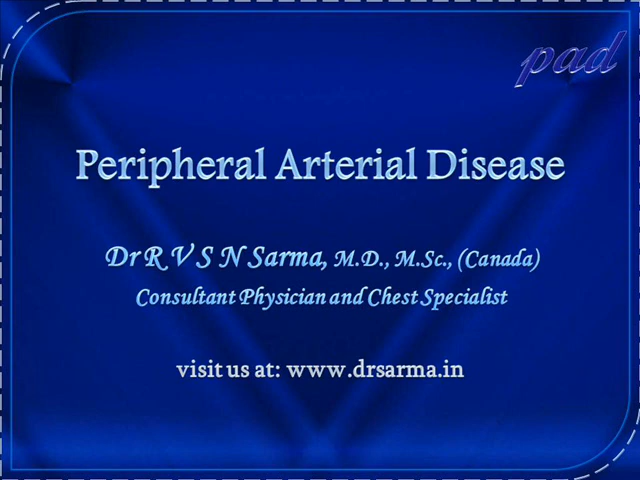 pad
Peripheral Arterial Disease
Dr R V S N Sarma, M.D., M.Sc., (Canada)
Consultant Physician and Chest Specialist
visit us at: www.drsarma.in